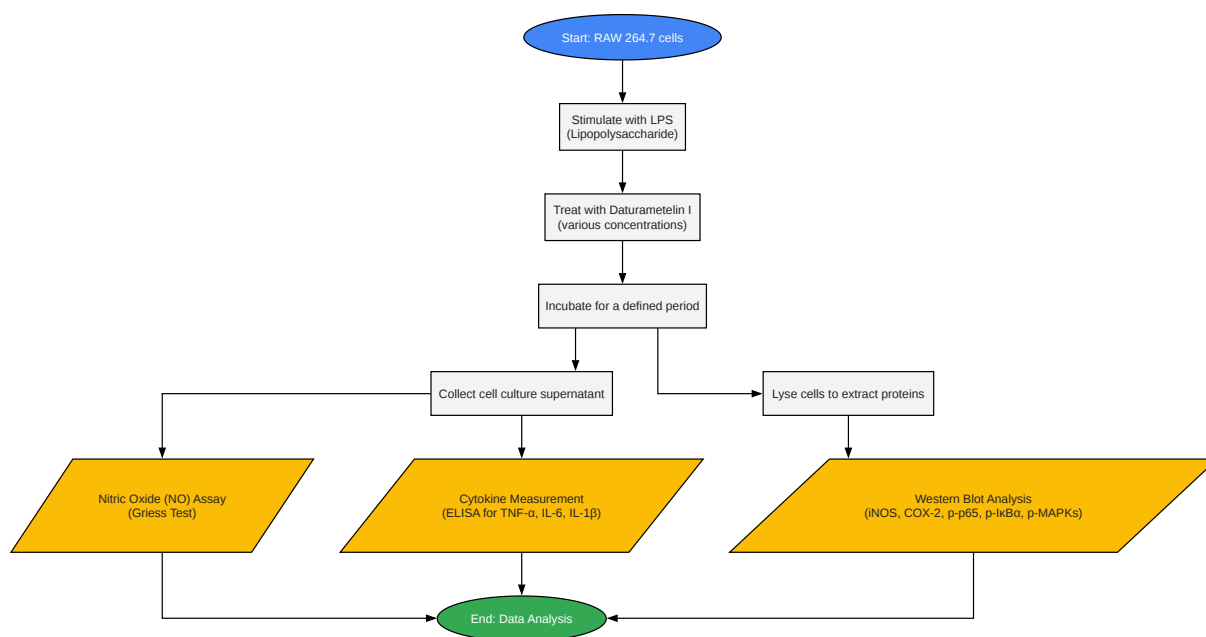 Start: RAW 264.7 cells
Stimulate with LPS
(Lipopolysaccharide)
Treat with Daturametelin I
(various concentrations)
Incubate for a defined period
Collect cell culture supernatant
Lyse cells to extract proteins
Nitric Oxide (NO) Assay
(Griess Test)
Cytokine Measurement
(ELISA for TNF-α, IL-6, IL-1β)
Western Blot Analysis
(iNOS, COX-2, p-p65, p-IκBα, p-MAPKs)
End: Data Analysis